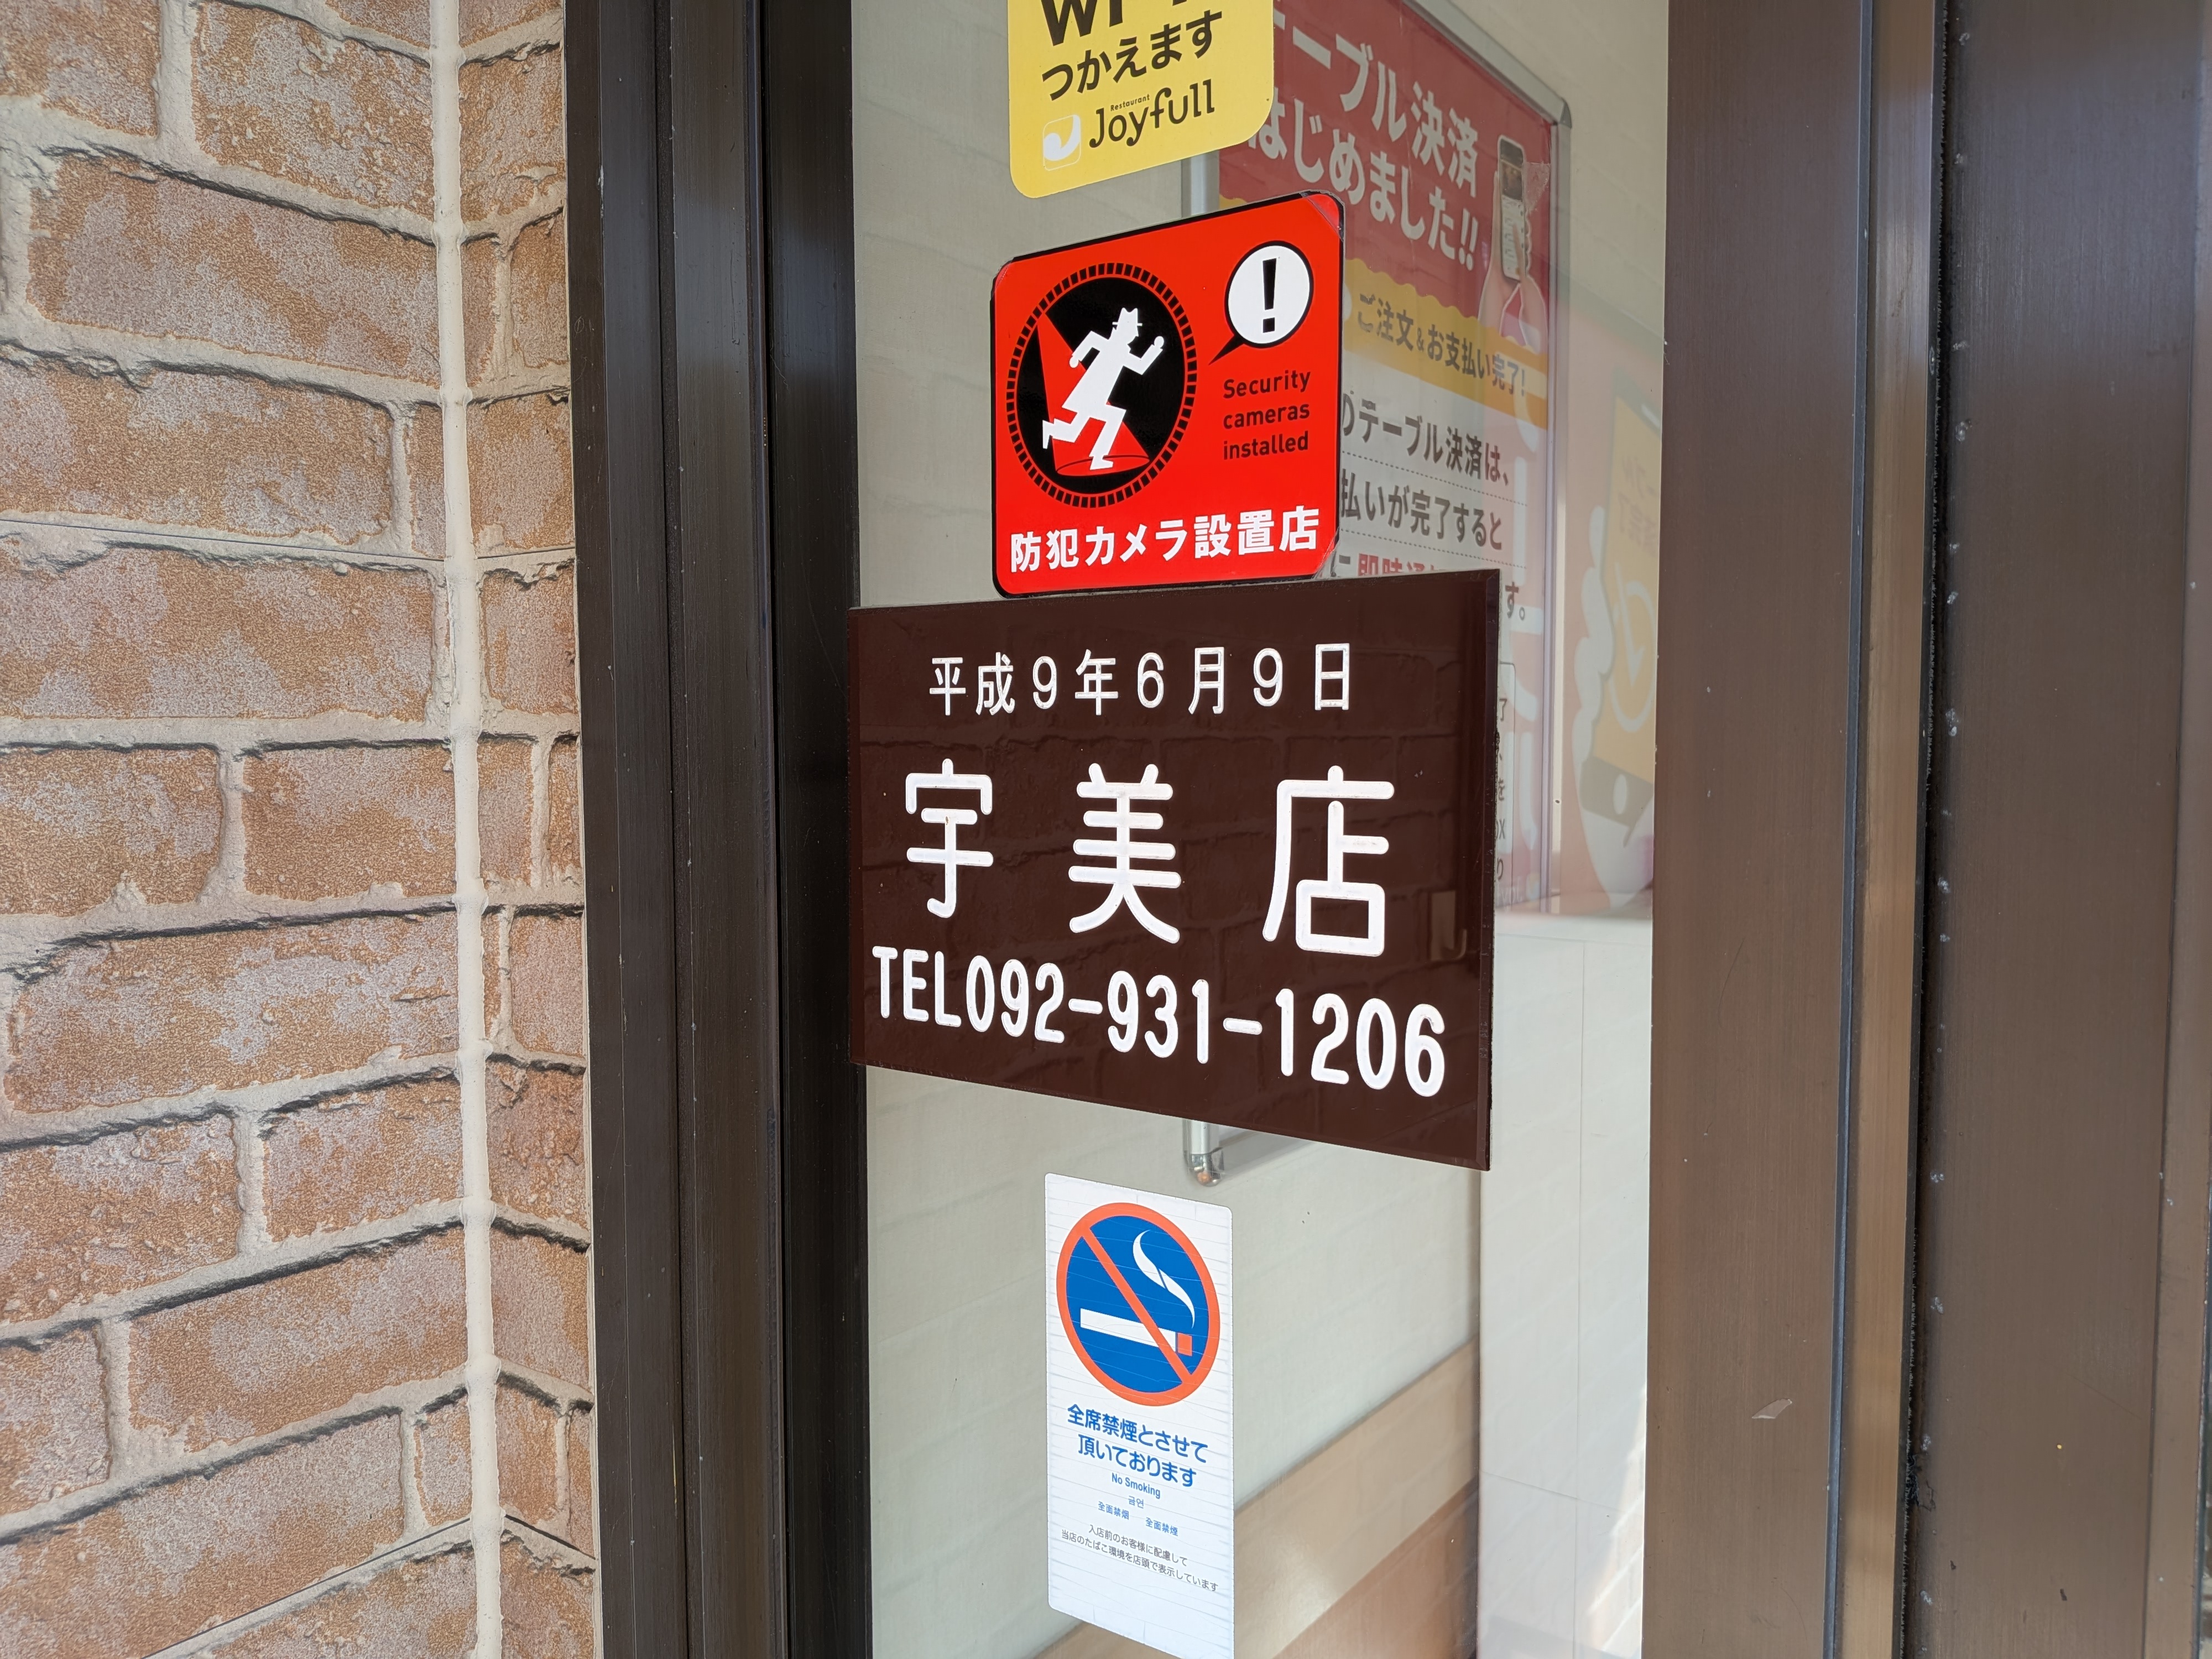 つかえます
Restaurant
Joyfull
ーブル決済
はじめました!!
ご注文&お支払い完了!
のテーブル決済は、
払いが完了すると
す。
!
Security
cameras
installed
防犯カメラ設置店
平成9年6月9日
宇美店
TEL092-931-1206
全席禁煙とさせて
頂いております
No Smoking
금연
全面禁烟 全面禁煙
入店前のお客様に配慮して
当店のたばこ環境を店頭で表示しています